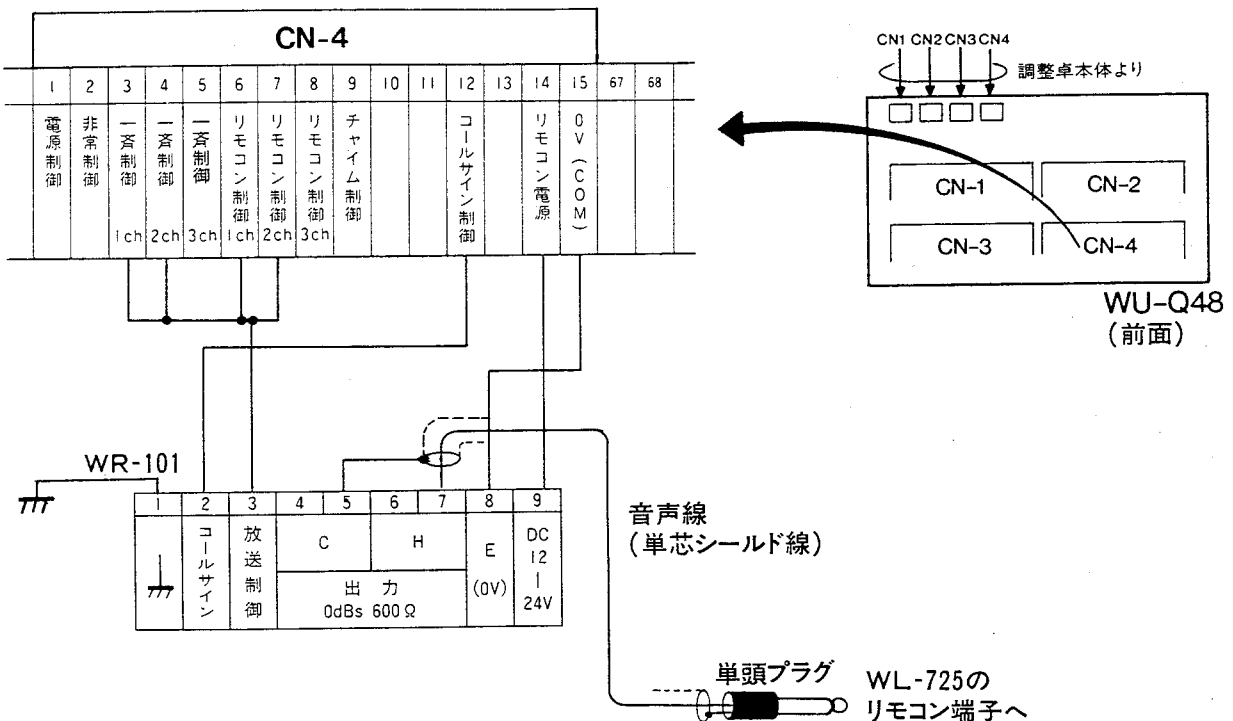 CN-4
1 2 3 4 5 6 7 8 9 10 11 12 13 14 15 67 68
電源制御
非常制御
一斉制御 1ch
一斉制御 2ch
一斉制御 3ch
リモコン制御 1ch
リモコン制御 2ch
リモコン制御 3ch
チャイム制御
コールサイン制御
リモコン電源
0V(COM)
CN1 CN2 CN3 CN4
調整卓本体より
CN-1 CN-2
CN-3 CN-4
WU-Q48
(前面)
WR-101
1 2 3 4 5 6 7 8 9
コールサイン
放送制御
C
H
出力
0dBs 600Ω
E
(0V)
DC
12
|
24V
音声線
(単芯シールド線)
単頭プラグ
WL-725の
リモコン端子へ